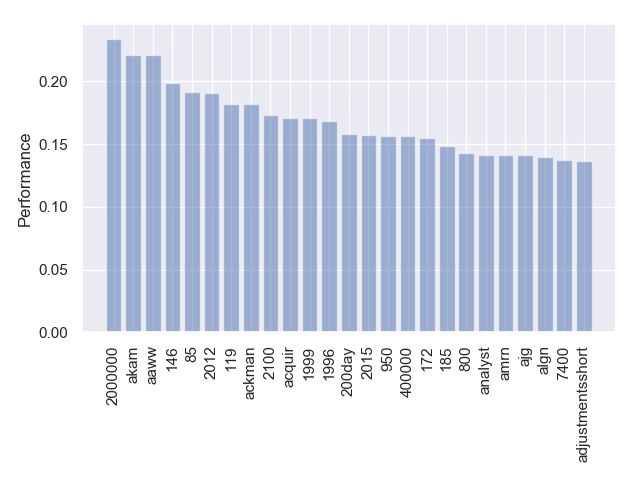 Performance
0.20
0.15
0.10
0.05
0.00
2000000
akam
aaww
146
85
2012
119
ackman
2100
acquir
1999
1996
200day
2015
950
400000
172
185
800
analyst
amrn
ajg
algn
7400
adjustmentsshort